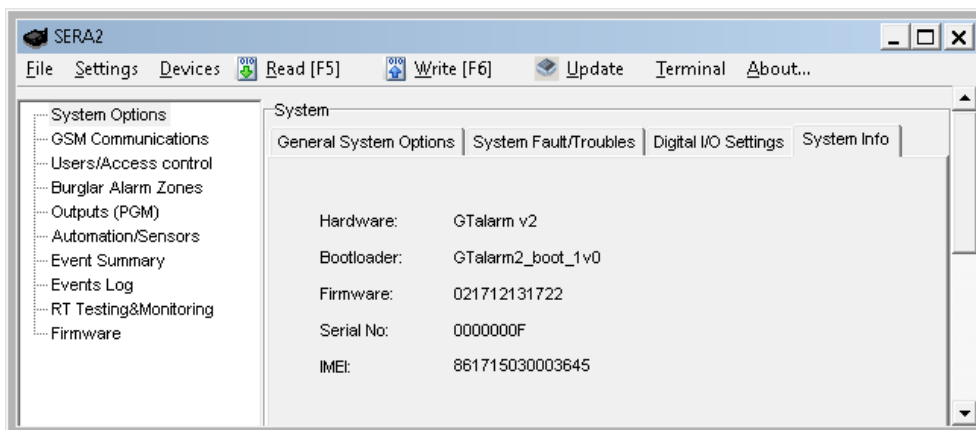 SERA2
File Settings Devices Read [F5] Write [F6] Update Terminal About...
System Options
GSM Communications
Users/Access control
Burglar Alarm Zones
Outputs (PGM)
Automation/Sensors
Event Summary
Events Log
RT Testing&Monitoring
Firmware
System
General System Options System Fault/Troubles Digital I/O Settings System Info
Hardware: GTalarm v2
Bootloader: GTalarm2_boot_1v0
Firmware: 021712131722
Serial No: 0000000F
IMEI: 861715030003645